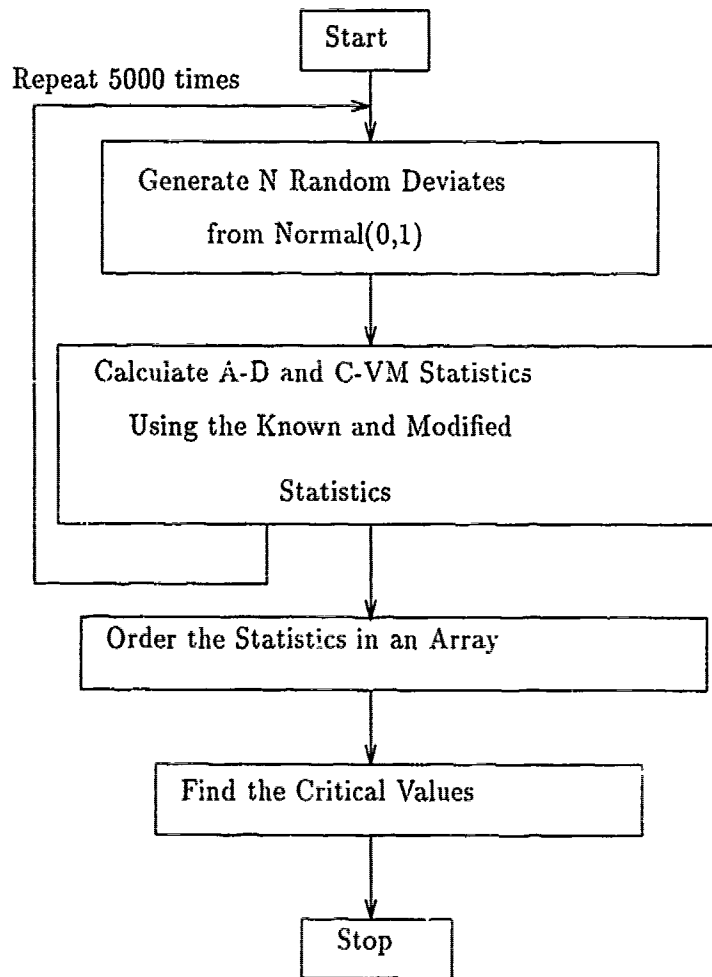 Start
Repeat 5000 times
Generate N Random Deviates
from Normal(0,1)
Calculate A-D and C-VM Statistics
Using the Known and Modified
Statistics
Order the Statistics in an Array
Find the Critical Values
Stop